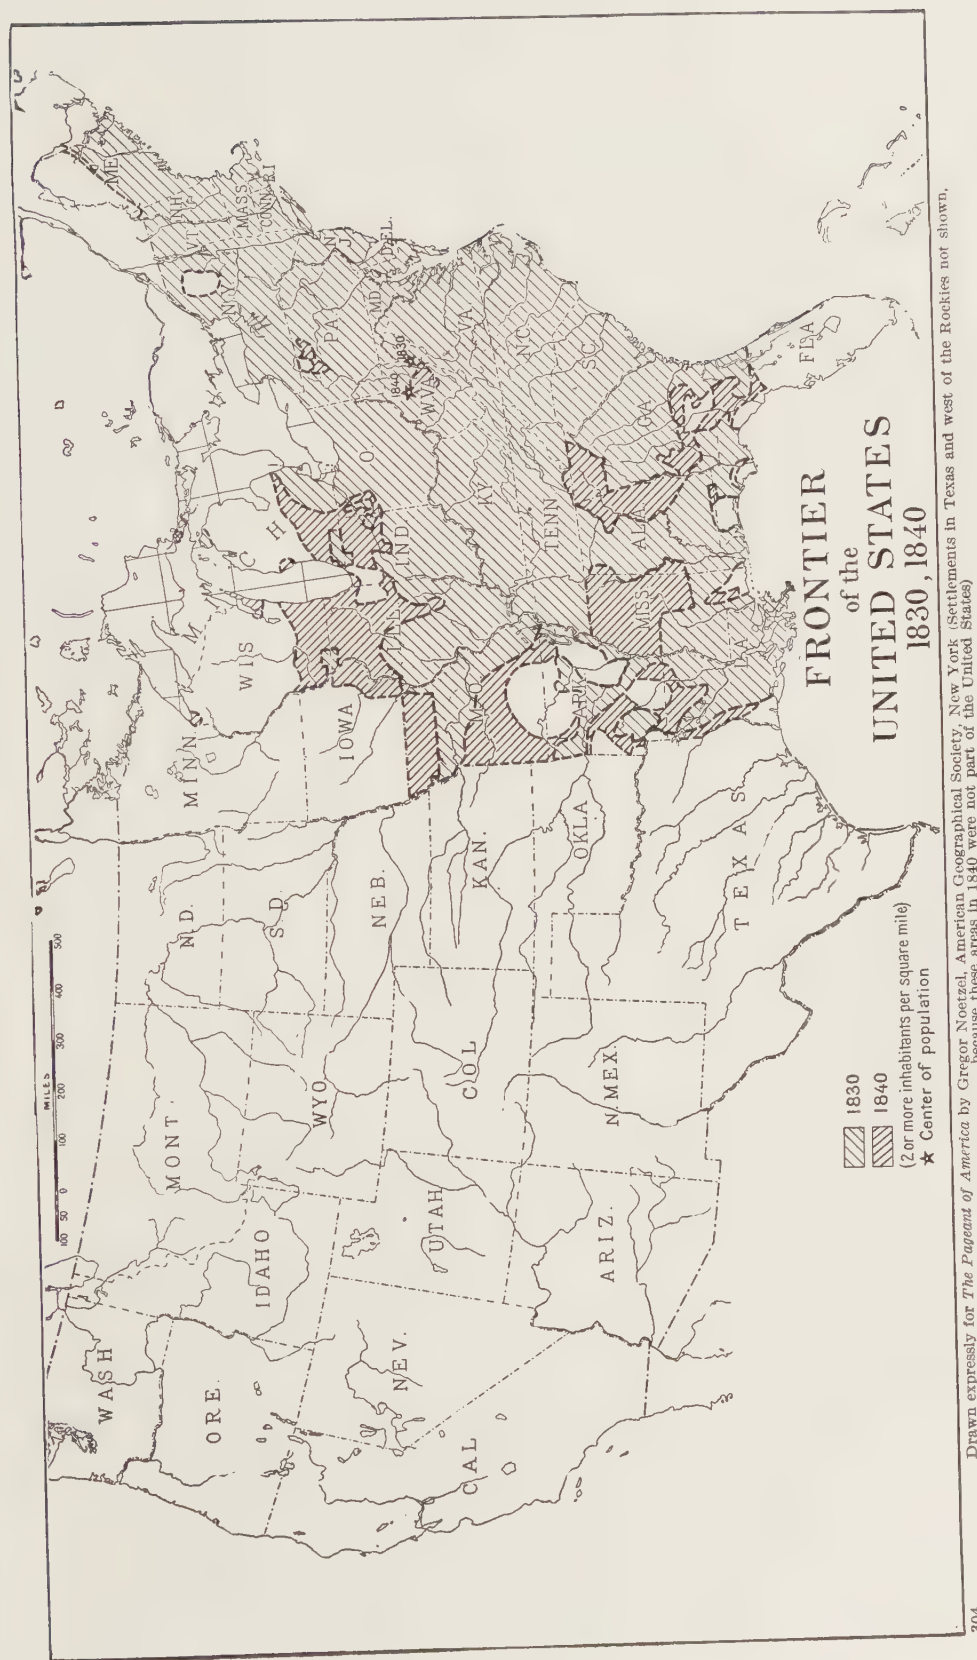 FRONTIER
of the
UNITED STATES
1830, 1840
MILES
100 50 0 100 200 300 400 500
WASH
ORE.
CAL
NEV.
IDAHO
MONT.
WYO.
UTAH
ARIZ.
COL
N. MEX.
N.D.
S.D.
NEB.
KAN.
OKLA.
TEXAS
MINN.
IOWA
MO
ARK
LA
WIS
MICH
ILL
IND
O.
KY
TENN
MISS
ALA
GA
FLA
S.C.
N.C.
VA
W.VA
MD
DEL.
PA
N.J.
N.Y.
CONN.
RI
MASS
VT
NH
ME
1840
1830
1830
1840
(2 or more inhabitants per square mile)
★ Center of population
304
Drawn expressly for The Pageant of America by Gregor Noetzel, American Geographical Society, New York (Settlements in Texas and west of the Rockies not shown,
because these areas in 1840 were not part of the United States)